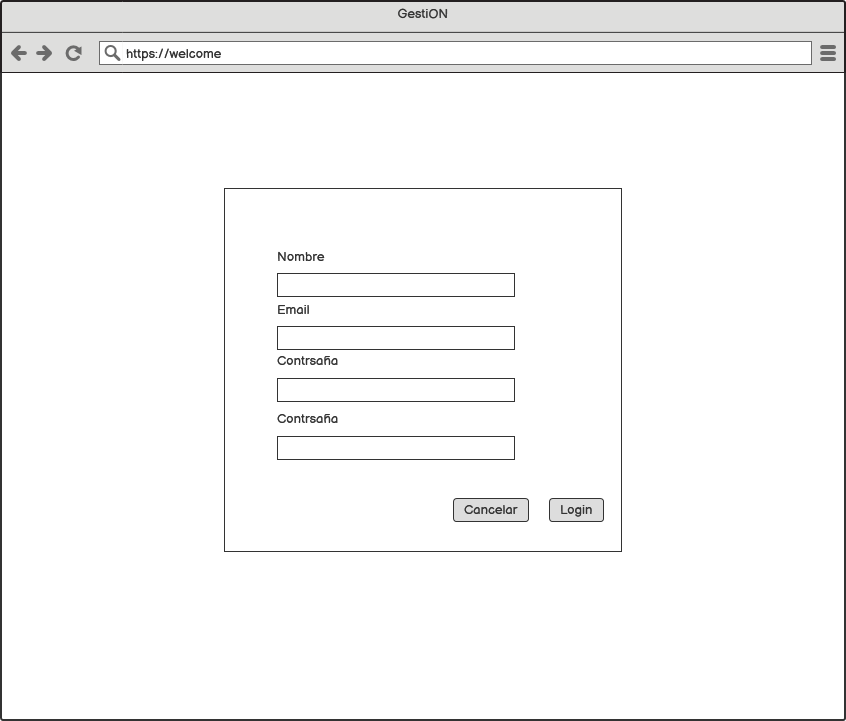 GestiON
https://welcome
Nombre
Email
Contrsaña
Contrsaña
Cancelar
Login